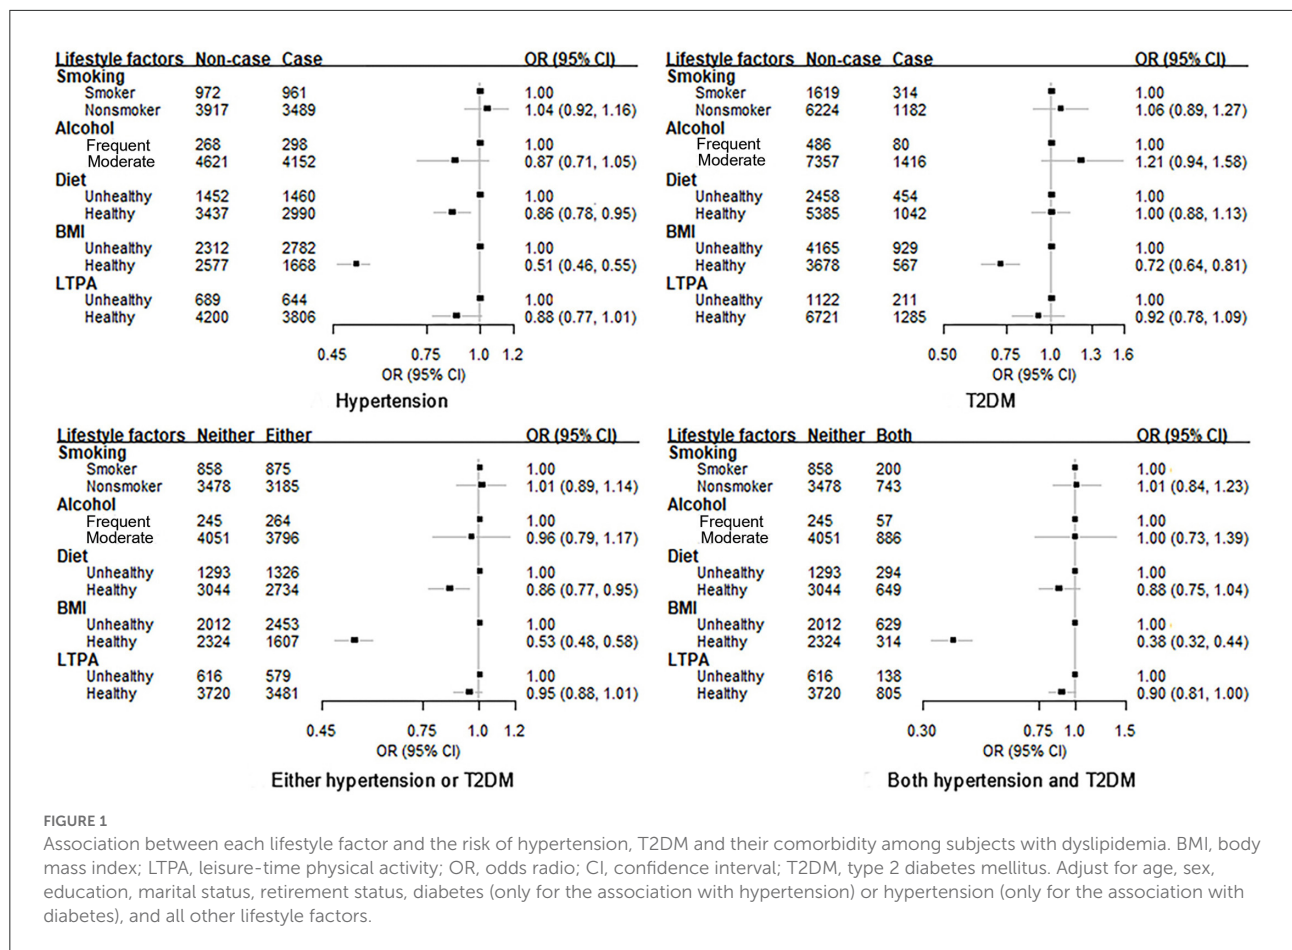 Lifestyle factors Non-case Case OR (95% CI)
Smoking
Smoker 972 961 1.00
Nonsmoker 3917 3489 1.04 (0.92, 1.16)
Alcohol
Frequent 268 298 1.00
Moderate 4621 4152 0.87 (0.71, 1.05)
Diet
Unhealthy 1452 1460 1.00
Healthy 3437 2990 0.86 (0.78, 0.95)
BMI
Unhealthy 2312 2782 1.00
Healthy 2577 1668 0.51 (0.46, 0.55)
LTPA
Unhealthy 689 644 1.00
Healthy 4200 3806 0.88 (0.77, 1.01)
0.45 0.75 1.0 1.2
OR (95% CI)
Hypertension
Lifestyle factors Non-case Case OR (95% CI)
Smoking
Smoker 1619 314 1.00
Nonsmoker 6224 1182 1.06 (0.89, 1.27)
Alcohol
Frequent 486 80 1.00
Moderate 7357 1416 1.21 (0.94, 1.58)
Diet
Unhealthy 2458 454 1.00
Healthy 5385 1042 1.00 (0.88, 1.13)
BMI
Unhealthy 4165 929 1.00
Healthy 3678 567 0.72 (0.64, 0.81)
LTPA
Unhealthy 1122 211 1.00
Healthy 6721 1285 0.92 (0.78, 1.09)
0.50 0.75 1.0 1.3 1.6
OR (95% CI)
T2DM
Lifestyle factors Neither Either OR (95% CI)
Smoking
Smoker 858 875 1.00
Nonsmoker 3478 3185 1.01 (0.89, 1.14)
Alcohol
Frequent 245 264 1.00
Moderate 4051 3796 0.96 (0.79, 1.17)
Diet
Unhealthy 1293 1326 1.00
Healthy 3044 2734 0.86 (0.77, 0.95)
BMI
Unhealthy 2012 2453 1.00
Healthy 2324 1607 0.53 (0.48, 0.58)
LTPA
Unhealthy 616 579 1.00
Healthy 3720 3481 0.95 (0.88, 1.01)
0.45 0.75 1.0 1.2
OR (95% CI)
Either hypertension or T2DM
Lifestyle factors Neither Both OR (95% CI)
Smoking
Smoker 858 200 1.00
Nonsmoker 3478 743 1.01 (0.84, 1.23)
Alcohol
Frequent 245 57 1.00
Moderate 4051 886 1.00 (0.73, 1.39)
Diet
Unhealthy 1293 294 1.00
Healthy 3044 649 0.88 (0.75, 1.04)
BMI
Unhealthy 2012 629 1.00
Healthy 2324 314 0.38 (0.32, 0.44)
LTPA
Unhealthy 616 138 1.00
Healthy 3720 805 0.90 (0.81, 1.00)
0.30 0.75 1.0 1.5
OR (95% CI)
Both hypertension and T2DM
FIGURE 1
Association between each lifestyle factor and the risk of hypertension, T2DM and their comorbidity among subjects with dyslipidemia. BMI, body
mass index; LTPA, leisure-time physical activity; OR, odds radio; CI, confidence interval; T2DM, type 2 diabetes mellitus. Adjust for age, sex,
education, marital status, retirement status, diabetes (only for the association with hypertension) or hypertension (only for the association with
diabetes), and all other lifestyle factors.